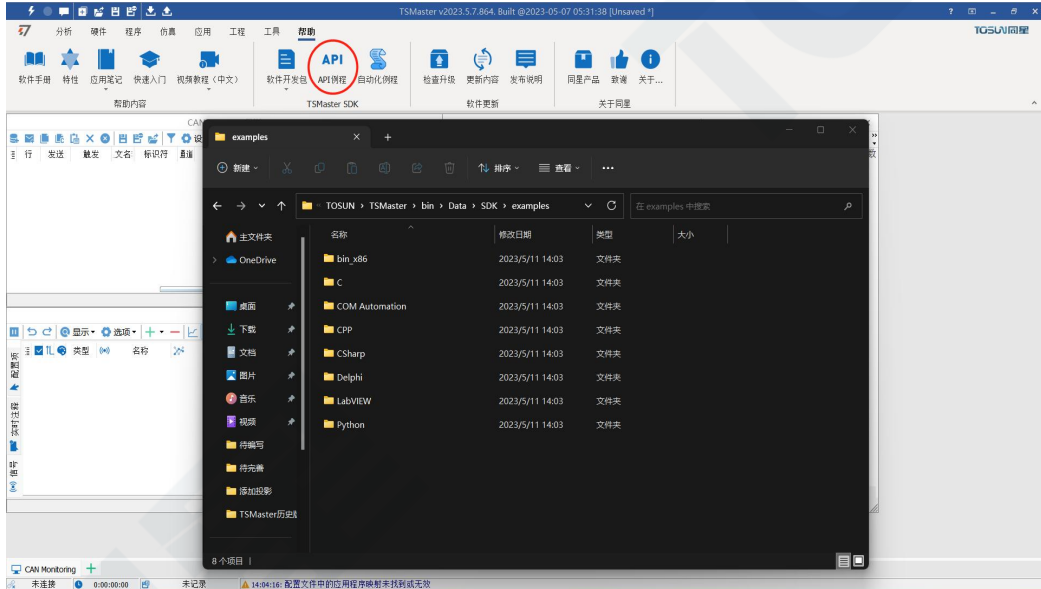 TSMaster v2023.5.7.864. Built @2023-05-07 05:31:38 [Unsaved *]
分析 硬件 程序 仿真 应用 工程 工具 帮助
TOSUN同星
API
软件手册 特性 应用笔记 快速入门 视频教程（中文） 软件开发包 API例程 自动化例程 检查升级 更新内容 发布说明 同星产品 致谢 关于...
帮助内容 TSMaster SDK 软件更新 关于同星
CAN
行 发送 触发 文名 标识符
examples
新建 排序 查看
TOSUN > TSMaster > bin > Data > SDK > examples
在 examples 中搜索
名称 修改日期 类型 大小
主文件夹
OneDrive
桌面
下载
文档
图片
音乐
视频
待编写
待完善
添加投影
TSMaster历史
bin_x86 2023/5/11 14:03 文件夹
C 2023/5/11 14:03 文件夹
COM Automation 2023/5/11 14:03 文件夹
CPP 2023/5/11 14:03 文件夹
CSharp 2023/5/11 14:03 文件夹
Delphi 2023/5/11 14:03 文件夹
LabVIEW 2023/5/11 14:03 文件夹
Python 2023/5/11 14:03 文件夹
8 个项目
显示 选项
类型 名称
配置项
实时注释
信号
CAN Monitoring
未连接 0:00:00:00 未记录 14:04:16: 配置文件中的应用程序映射未找到或无效